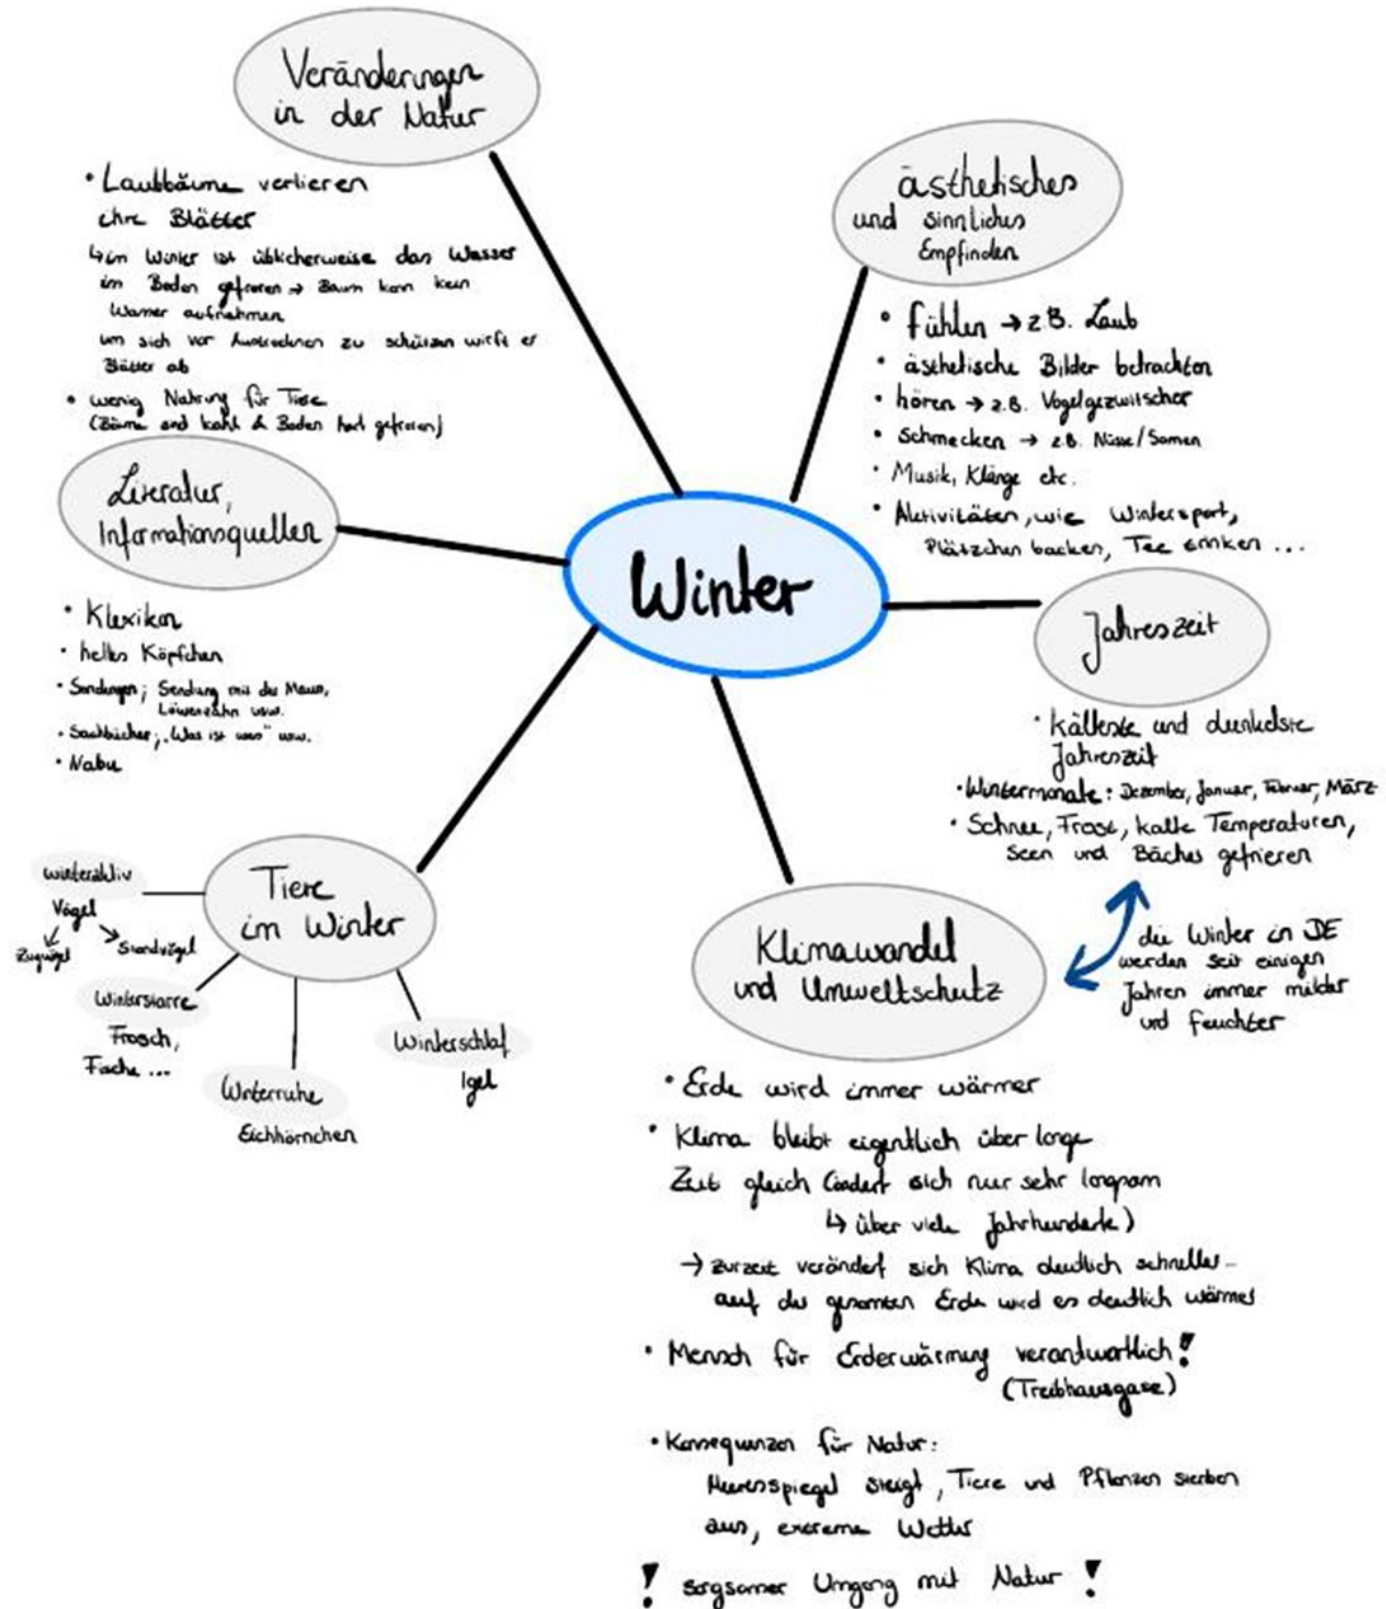 Veränderungen
in der Natur
• Laubbäume verlieren
ihre Blätter
↳ im Winter ist üblicherweise das Wasser
im Boden gefroren → Baum kann kein
Wasser aufnehmen
um sich vor Austrocknen zu schützen wirft er
Blätter ab
• wenig Nahrung für Tiere
(Bäume sind kahl & Boden hart gefroren)
ästhetisches
und sinnliches
Empfinden
• fühlen → z.B. Laub
• ästhetische Bilder betrachten
• hören → z.B. Vogelgezwitscher
• schmecken → z.B. Nüsse/Samen
• Musik, Klänge etc.
• Aktivitäten, wie Wintersport,
Plätzchen backen, Tee trinken ...
Literatur,
Informationsquellen
• Klexikon
• helles Köpfchen
• Sendungen; Sendung mit der Maus,
Löwenzahn usw.
• Sachbücher; „Was ist was" usw.
• Nabu
Winter
Jahreszeit
• kälteste und dunkelste
Jahreszeit
• Wintermonate: Dezember, Januar, Februar, März
• Schnee, Frost, kalte Temperaturen,
Seen und Bäche gefrieren
Tiere
im Winter
winteraktiv
Vögel
Zugvögel
Standvögel
Winterstarre
Frosch,
Fische ...
Winterruhe
Eichhörnchen
Winterschlaf
Igel
Klimawandel
und Umweltschutz
die Winter in DE
werden seit einigen
Jahren immer milder
und feuchter
• Erde wird immer wärmer
• Klima bleibt eigentlich über lange
Zeit gleich (ändert sich nur sehr langsam
↳ über viele Jahrhunderte)
→ zurzeit verändert sich Klima deutlich schneller -
auf der gesamten Erde wird es deutlich wärmer
• Mensch für Erderwärmung verantwortlich!
(Treibhausgase)
• Konsequenzen für Natur:
Meeresspiegel steigt, Tiere und Pflanzen sterben
aus, extreme Wetter
! sorgsamer Umgang mit Natur !